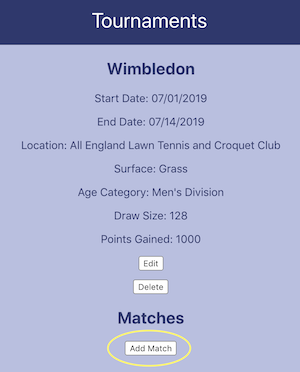 Tournaments
Wimbledon
Start Date: 07/01/2019
End Date: 07/14/2019
Location: All England Lawn Tennis and Croquet Club
Surface: Grass
Age Category: Men's Division
Draw Size: 128
Points Gained: 1000
Edit
Delete
Matches
Add Match